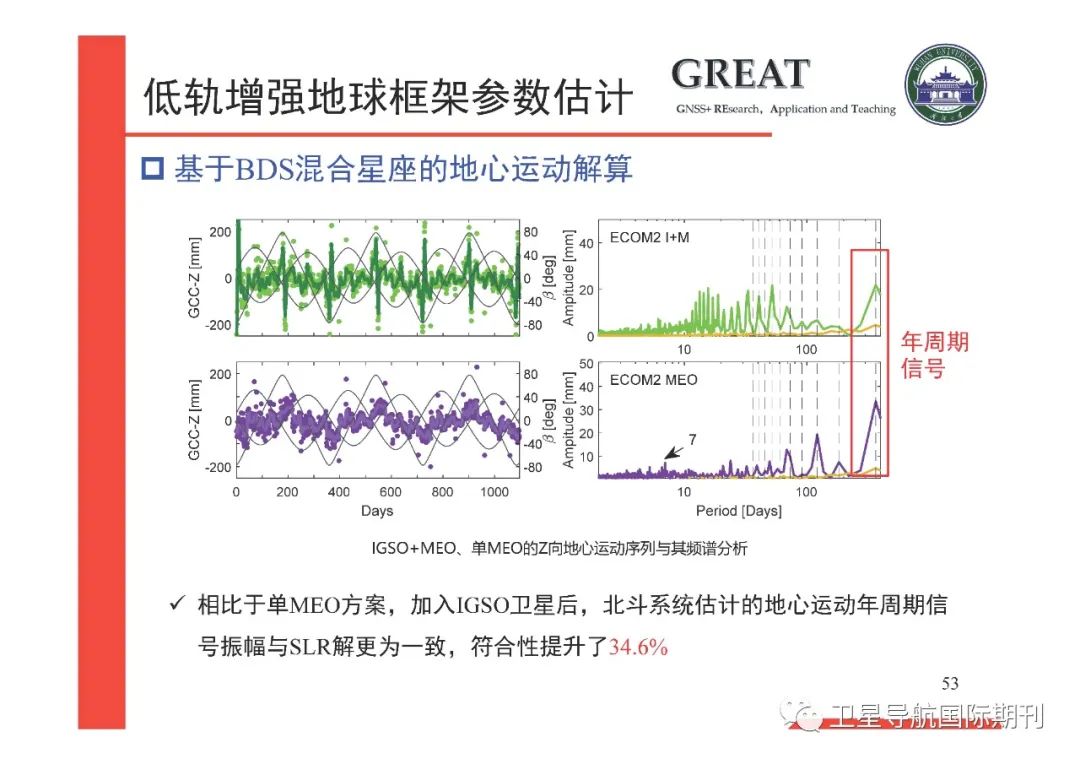 低轨增强地球框架参数估计
GREAT
GNSS+ REsearch, Application and Teaching
WUHAN UNIVERSITY
基于BDS混合星座的地心运动解算
GCC-Z [mm]
200
0
-200
80
40
0
-40
-80
β [deg]
Ampitude [mm]
40
20
0
ECOM2 I+M
10
100
年周期
信号
GCC-Z [mm]
200
0
-200
80
40
0
-40
-80
β [deg]
0
200
400
600
800
1000
Days
Ampitude [mm]
50
40
30
20
10
ECOM2 MEO
7
10
100
Period [Days]
IGSO+MEO、单MEO的Z向地心运动序列与其频谱分析
✓ 相比于单MEO方案，加入IGSO卫星后，北斗系统估计的地心运动年周期信
号振幅与SLR解更为一致，符合性提升了34.6%
53
卫星导航国际期刊